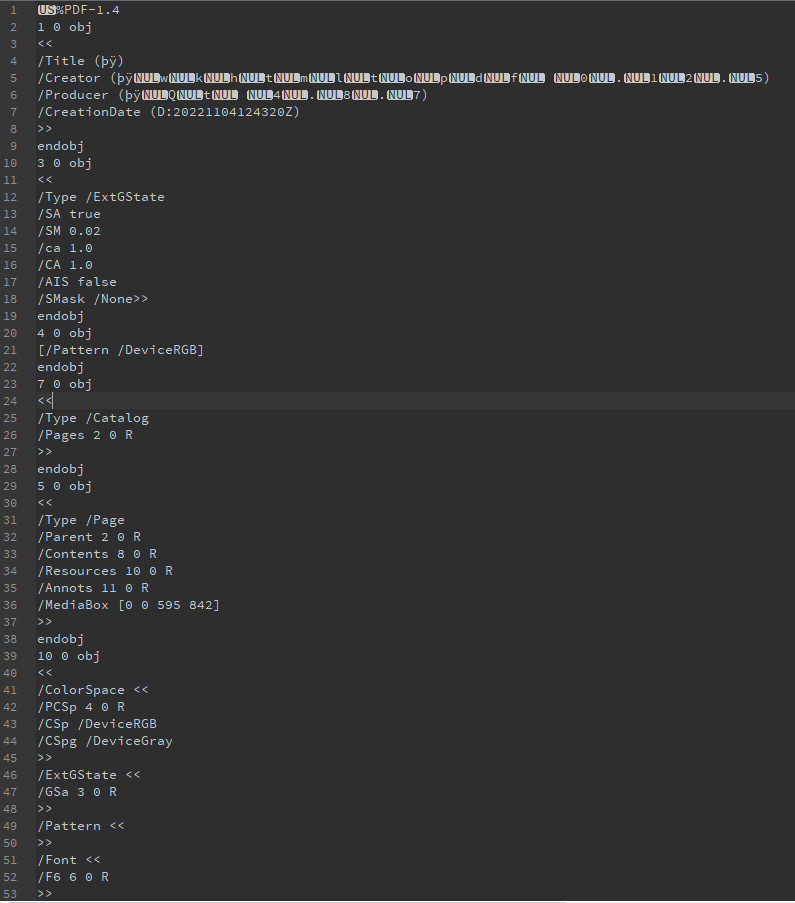 1 US%PDF-1.4
2 1 0 obj
3 <<
4 /Title (þÿ)
5 /Creator (þÿNULwNULkNULhNULtNULmNULlNULtNULoNULpNULdNULfNUL NUL0NUL.NUL1NUL2NUL.NUL5)
6 /Producer (þÿNULQNULtNUL NUL4NUL.NUL8NUL.NUL7)
7 /CreationDate (D:20221104124320Z)
8 >>
9 endobj
10 3 0 obj
11 <<
12 /Type /ExtGState
13 /SA true
14 /SM 0.02
15 /ca 1.0
16 /CA 1.0
17 /AIS false
18 /SMask /None>>
19 endobj
20 4 0 obj
21 [/Pattern /DeviceRGB]
22 endobj
23 7 0 obj
24 <<
25 /Type /Catalog
26 /Pages 2 0 R
27 >>
28 endobj
29 5 0 obj
30 <<
31 /Type /Page
32 /Parent 2 0 R
33 /Contents 8 0 R
34 /Resources 10 0 R
35 /Annots 11 0 R
36 /MediaBox [0 0 595 842]
37 >>
38 endobj
39 10 0 obj
40 <<
41 /ColorSpace <<
42 /PCSp 4 0 R
43 /CSp /DeviceRGB
44 /CSpg /DeviceGray
45 >>
46 /ExtGState <<
47 /GSa 3 0 R
48 >>
49 /Pattern <<
50 >>
51 /Font <<
52 /F6 6 0 R
53 >>